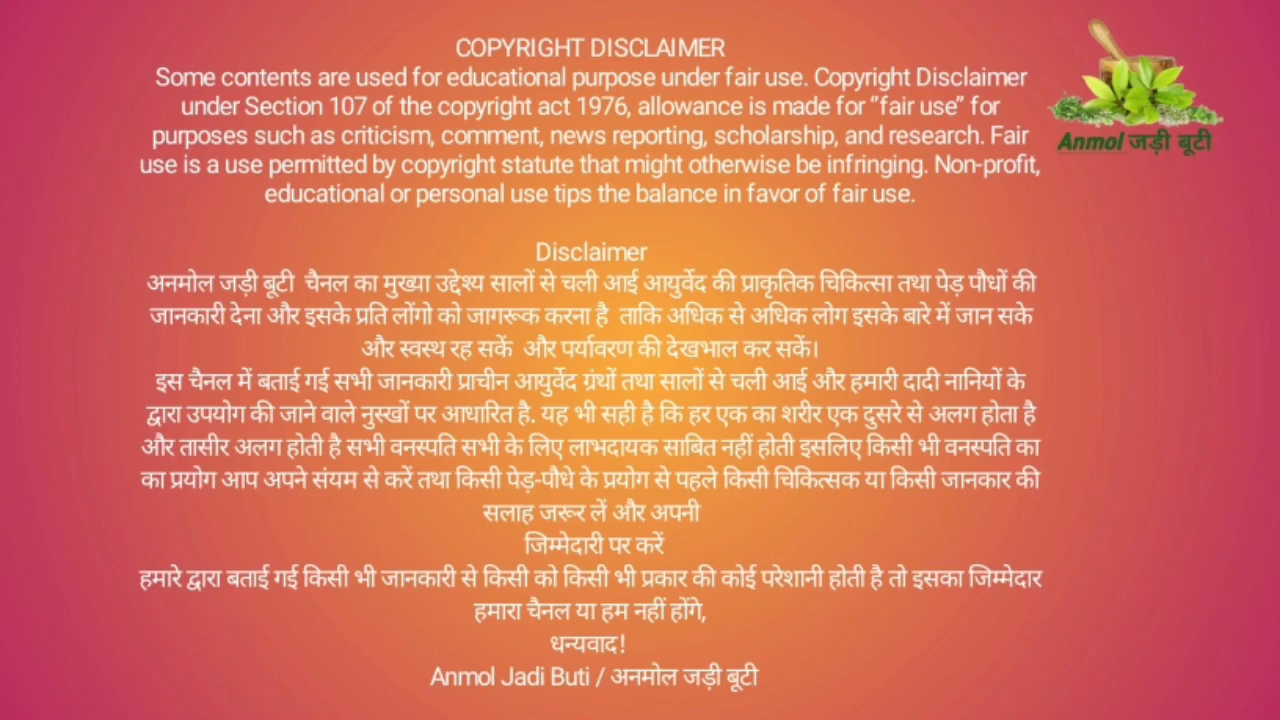 COPYRIGHT DISCLAIMER
Some contents are used for educational purpose under fair use. Copyright Disclaimer
under Section 107 of the copyright act 1976, allowance is made for "fair use" for
purposes such as criticism, comment, news reporting, scholarship, and research. Fair
use is a use permitted by copyright statute that might otherwise be infringing. Non-profit,
educational or personal use tips the balance in favor of fair use.
Anmol जड़ी बूटी
Disclaimer
अनमोल जड़ी बूटी चैनल का मुख्या उद्देश्य सालों से चली आई आयुर्वेद की प्राकृतिक चिकित्सा तथा पेड़ पौधों की
जानकारी देना और इसके प्रति लोंगो को जागरूक करना है ताकि अधिक से अधिक लोग इसके बारे में जान सके
और स्वस्थ रह सकें और पर्यावरण की देखभाल कर सकें।
इस चैनल में बताई गई सभी जानकारी प्राचीन आयुर्वेद ग्रंथों तथा सालों से चली आई और हमारी दादी नानियों के
द्वारा उपयोग की जाने वाले नुस्खों पर आधारित है. यह भी सही है कि हर एक का शरीर एक दुसरे से अलग होता है
और तासीर अलग होती है सभी वनस्पति सभी के लिए लाभदायक साबित नहीं होती इसलिए किसी भी वनस्पति का
का प्रयोग आप अपने संयम से करें तथा किसी पेड़-पौधे के प्रयोग से पहले किसी चिकित्सक या किसी जानकार की
सलाह जरूर लें और अपनी
जिम्मेदारी पर करें
हमारे द्वारा बताई गई किसी भी जानकारी से किसी को किसी भी प्रकार की कोई परेशानी होती है तो इसका जिम्मेदार
हमारा चैनल या हम नहीं होंगे,
धन्यवाद!
Anmol Jadi Buti / अनमोल जड़ी बूटी